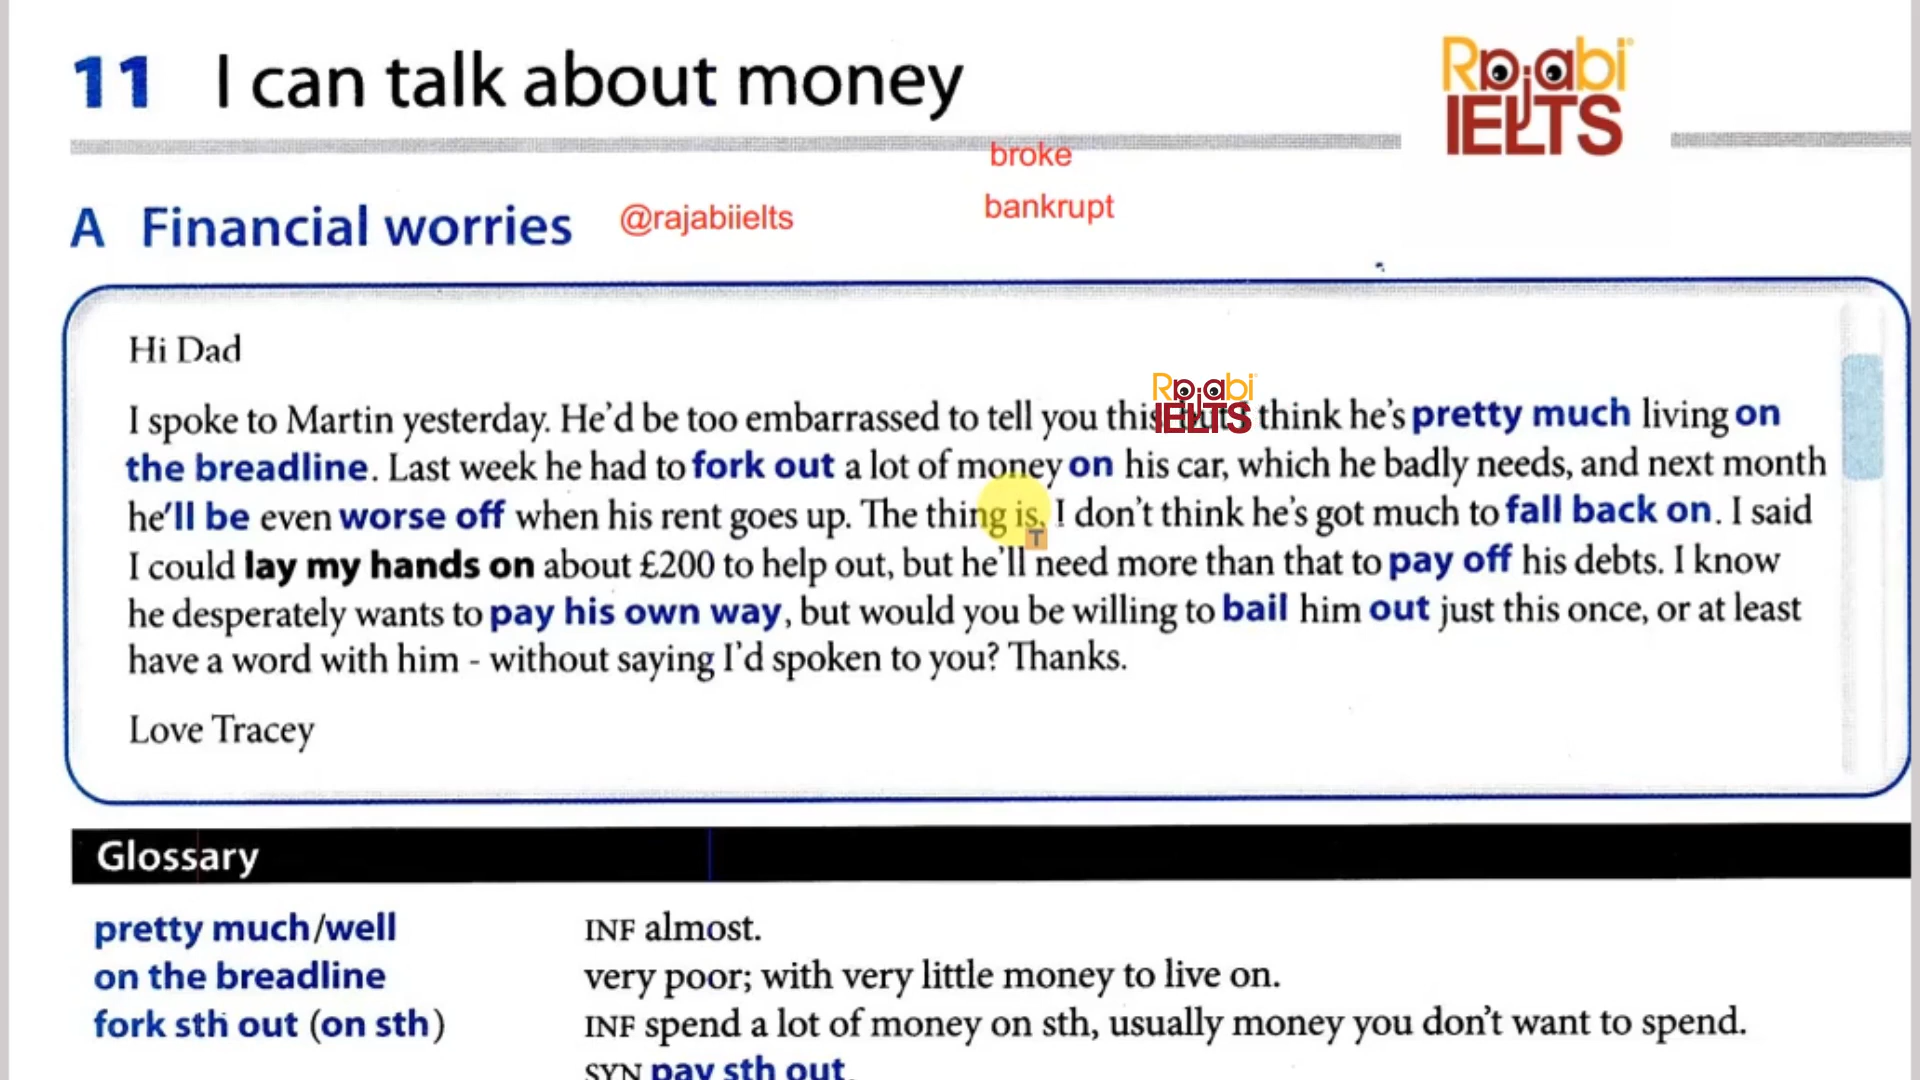 11 I can talk about money
Rajabi
IELTS
broke
A Financial worries @rajabiielts bankrupt
Hi Dad
Rajabi
I spoke to Martin yesterday. He'd be too embarrassed to tell you this IELTS think he's pretty much living on
the breadline. Last week he had to fork out a lot of money on his car, which he badly needs, and next month
he'll be even worse off when his rent goes up. The thing is, I don't think he's got much to fall back on. I said
T
I could lay my hands on about £200 to help out, but he'll need more than that to pay off his debts. I know
he desperately wants to pay his own way, but would you be willing to bail him out just this once, or at least
have a word with him - without saying I'd spoken to you? Thanks.
Love Tracey
Glossary
pretty much/well INF almost.
on the breadline very poor; with very little money to live on.
fork sth out (on sth) INF spend a lot of money on sth, usually money you don't want to spend.
SYN pay sth out.